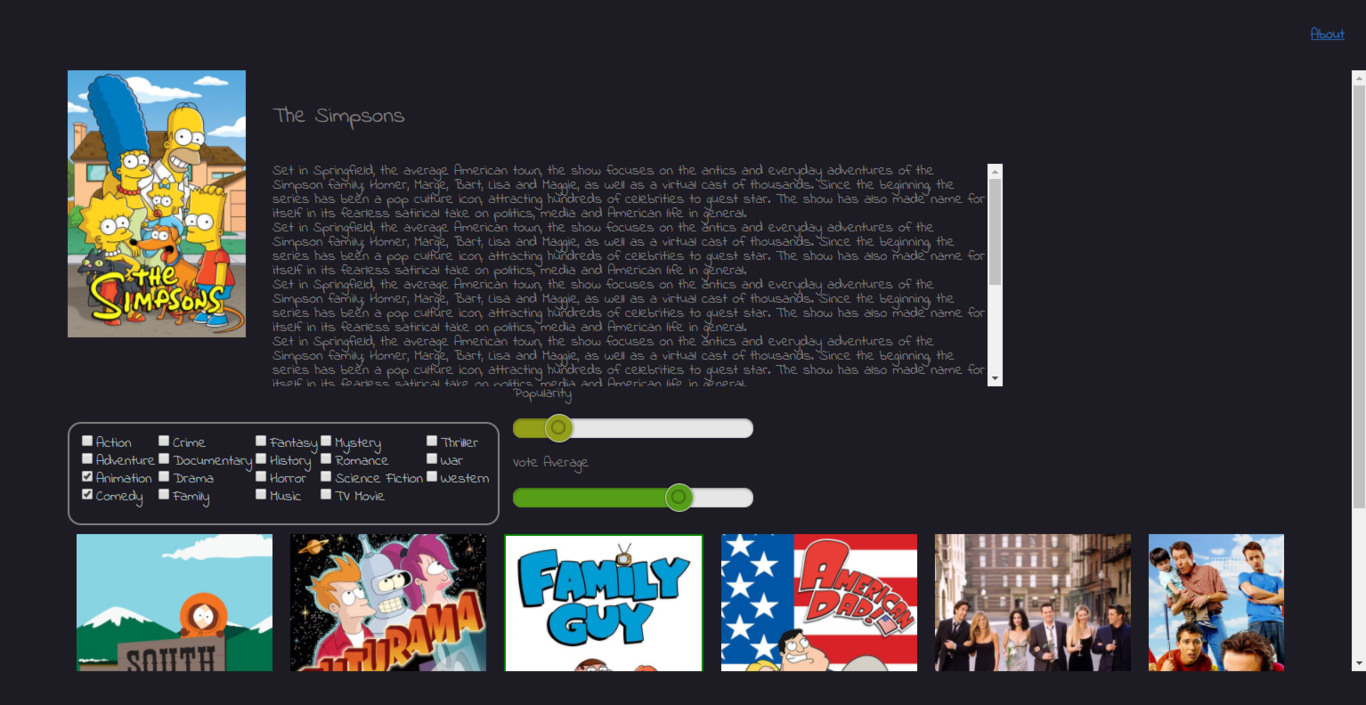 About
The Simpsons
Set in Springfield, the average American town, the show focuses on the antics and everyday adventures of the
Simpson family; Homer, Marge, Bart, Lisa and Maggie, as well as a virtual cast of thousands. Since the beginning, the
series has been a pop culture icon, attracting hundreds of celebrities to guest star. The show has also made name for
itself in its fearless satirical take on politics, media and American life in general.
Set in Springfield, the average American town, the show focuses on the antics and everyday adventures of the
Simpson family; Homer, Marge, Bart, Lisa and Maggie, as well as a virtual cast of thousands. Since the beginning, the
series has been a pop culture icon, attracting hundreds of celebrities to guest star. The show has also made name for
itself in its fearless satirical take on politics, media and American life in general.
Set in Springfield, the average American town, the show focuses on the antics and everyday adventures of the
Simpson family; Homer, Marge, Bart, Lisa and Maggie, as well as a virtual cast of thousands. Since the beginning, the
series has been a pop culture icon, attracting hundreds of celebrities to guest star. The show has also made name for
itself in its fearless satirical take on politics, media and American life in general.
Set in Springfield, the average American town, the show focuses on the antics and everyday adventures of the
Simpson family; Homer, Marge, Bart, Lisa and Maggie, as well as a virtual cast of thousands. Since the beginning, the
series has been a pop culture icon, attracting hundreds of celebrities to guest star. The show has also made name for
itself in its fearless satirical take on politics, media and American life in general.
THE
SIMPSONS
Popularity
Vote Average
Action Crime Fantasy Mystery Thriller
Adventure Documentary History Romance War
Animation Drama Horror Science Fiction Western
Comedy Family Music TV Movie
SOUTH
FUTURAMA
FAMILY
GUY
AMERICAN
DAD!